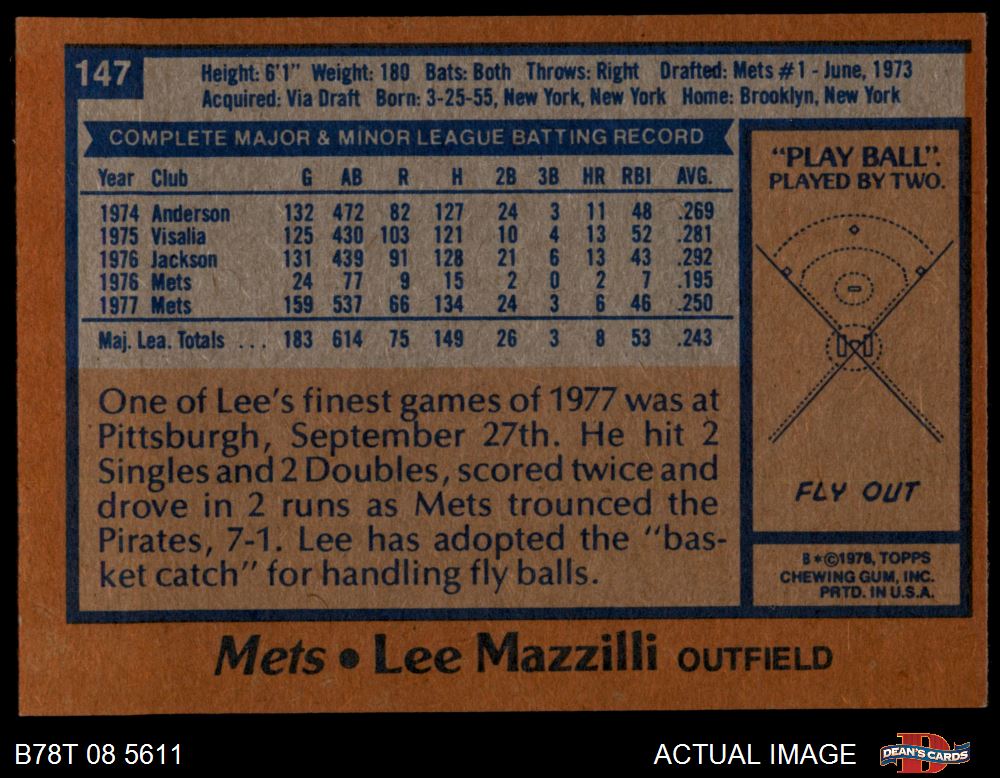 147
Height: 6'1" Weight: 180 Bats: Both Throws: Right Drafted: Mets #1 - June, 1973
Acquired: Via Draft Born: 3-25-55, New York, New York Home: Brooklyn, New York
COMPLETE MAJOR & MINOR LEAGUE BATTING RECORD
Year Club G AB R H 2B 3B HR RBI AVG.
1974 Anderson 132 472 82 127 24 3 11 48 .269
1975 Visalia 125 430 103 121 10 4 13 52 .281
1976 Jackson 131 439 91 128 21 6 13 43 .292
1976 Mets 24 77 9 15 2 0 2 7 .195
1977 Mets 159 537 66 134 24 3 6 46 .250
Maj. Lea. Totals ... 183 614 75 149 26 3 8 53 .243
One of Lee's finest games of 1977 was at
Pittsburgh, September 27th. He hit 2
Singles and 2 Doubles, scored twice and
drove in 2 runs as Mets trounced the
Pirates, 7-1. Lee has adopted the "bas-
ket catch" for handling fly balls.
"PLAY BALL".
PLAYED BY TWO.
FLY OUT
B*©1978, TOPPS
CHEWING GUM, INC.
PRTD. IN U.S.A.
Mets • Lee Mazzilli OUTFIELD
B78T 08 5611
ACTUAL IMAGE
DEAN'S CARDS